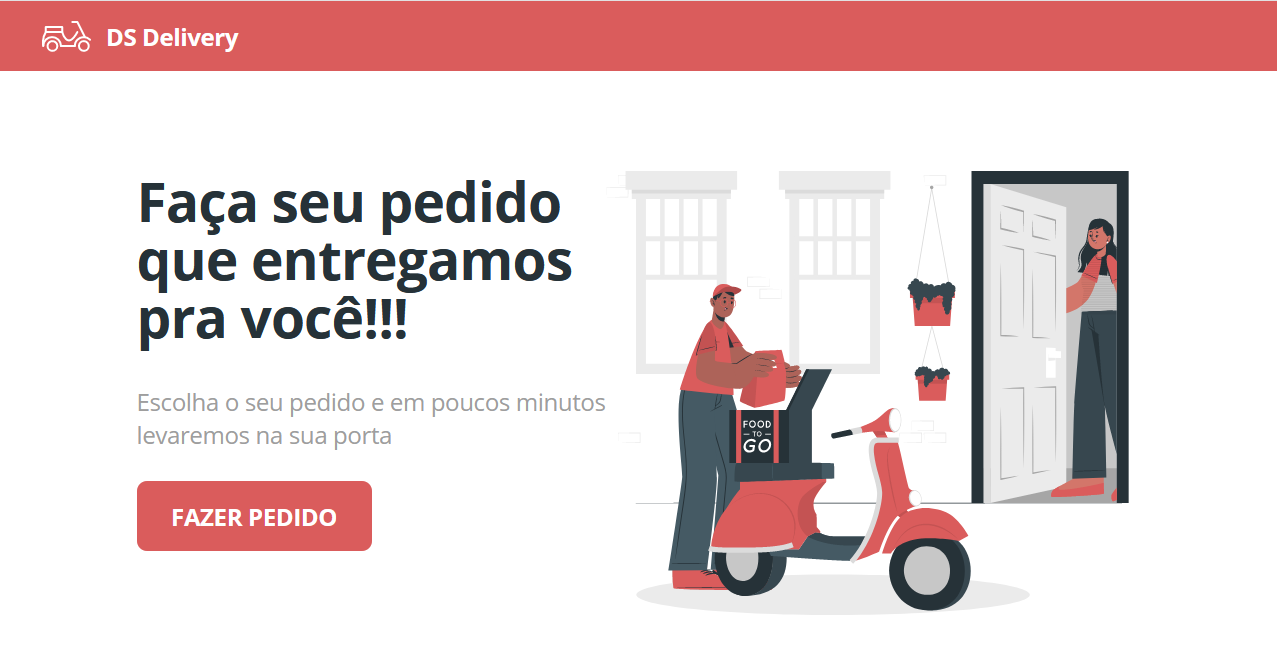 DS Delivery
Faça seu pedido
que entregamos
pra você!!!
Escolha o seu pedido e em poucos minutos
levaremos na sua porta
FAZER PEDIDO
FOOD
TO
GO